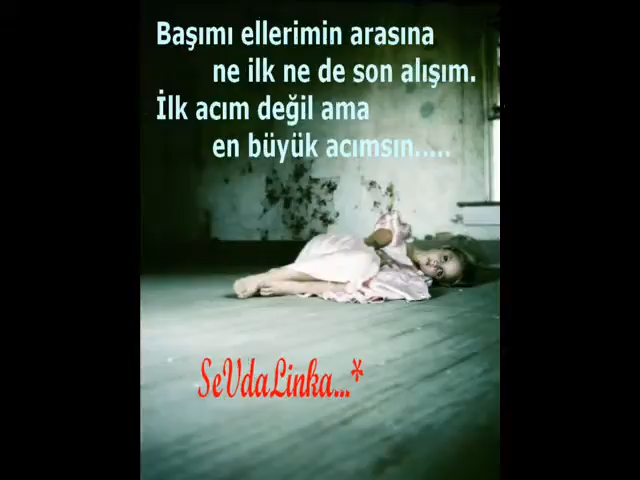 Başımı ellerimin arasına
ne ilk ne de son alışım.
İlk acım değil ama
en büyük acımsın.....
SeVdaLinka...*